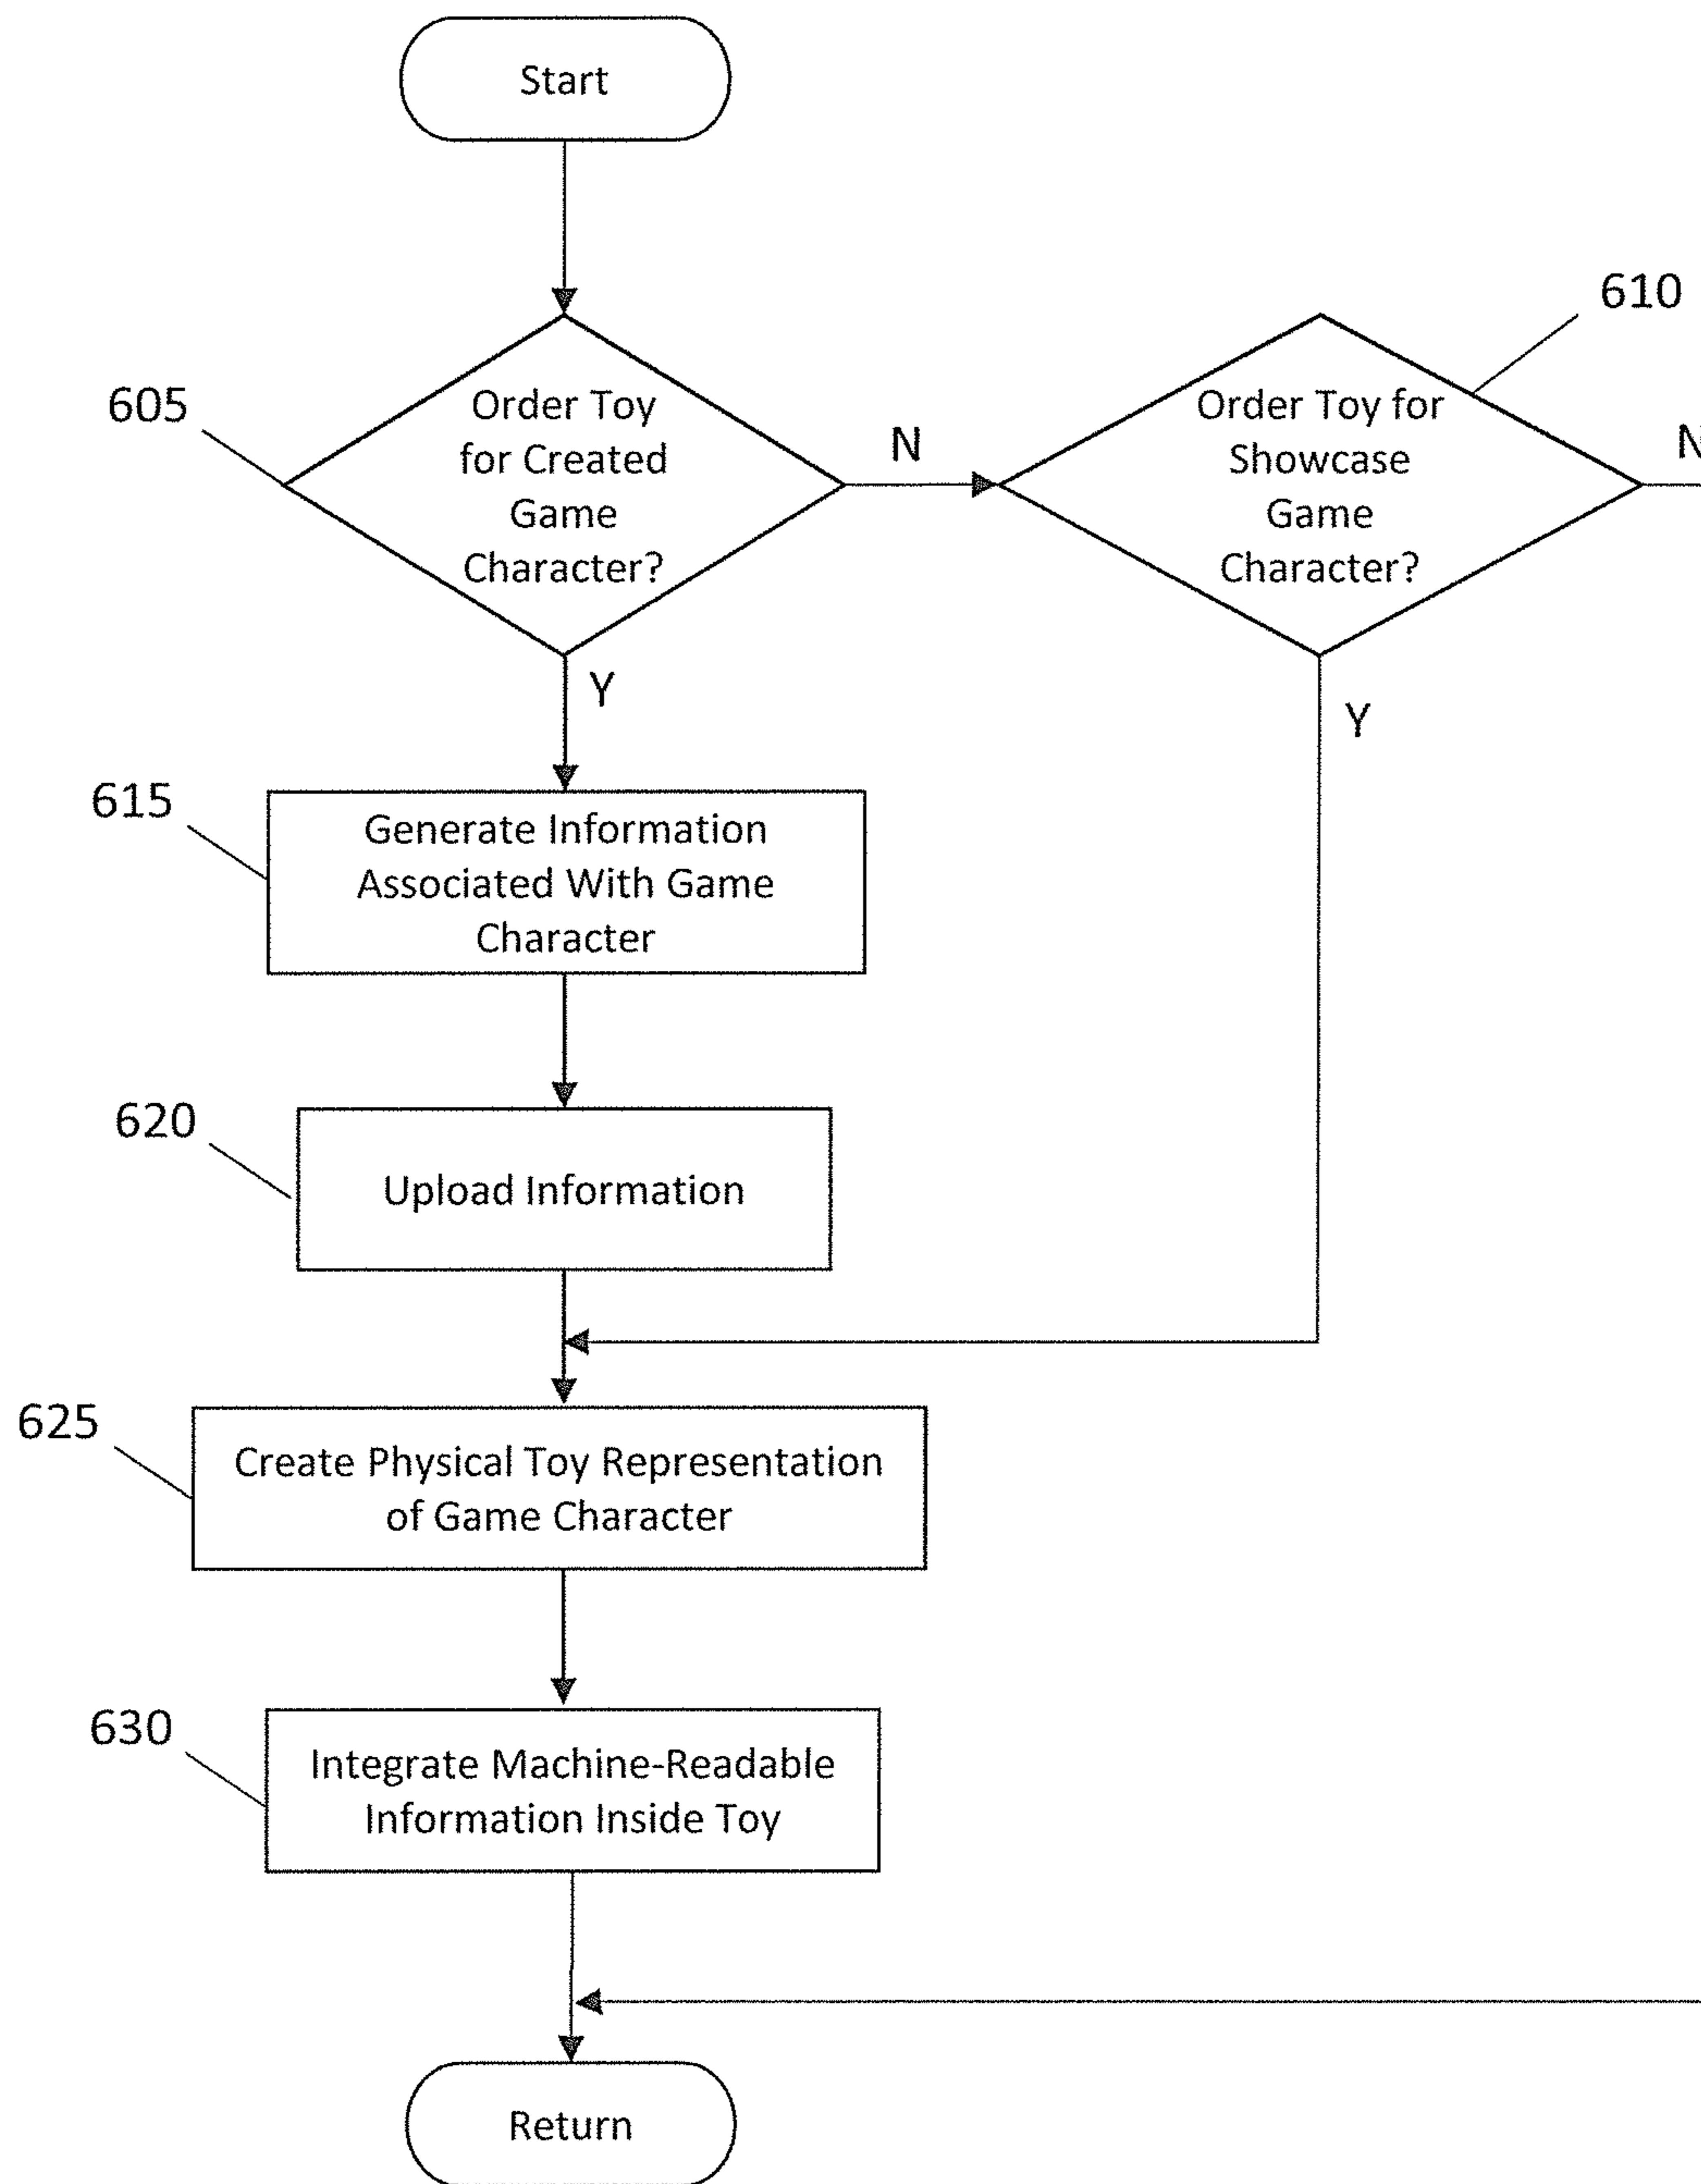 Start
610
605
Order Toy
for Created
Game
Character?
N
Order Toy for
Showcase
Game
Character?
N
Y
Y
615
Generate Information
Associated With Game
Character
620
Upload Information
625
Create Physical Toy Representation
of Game Character
630
Integrate Machine-Readable
Information Inside Toy
Return